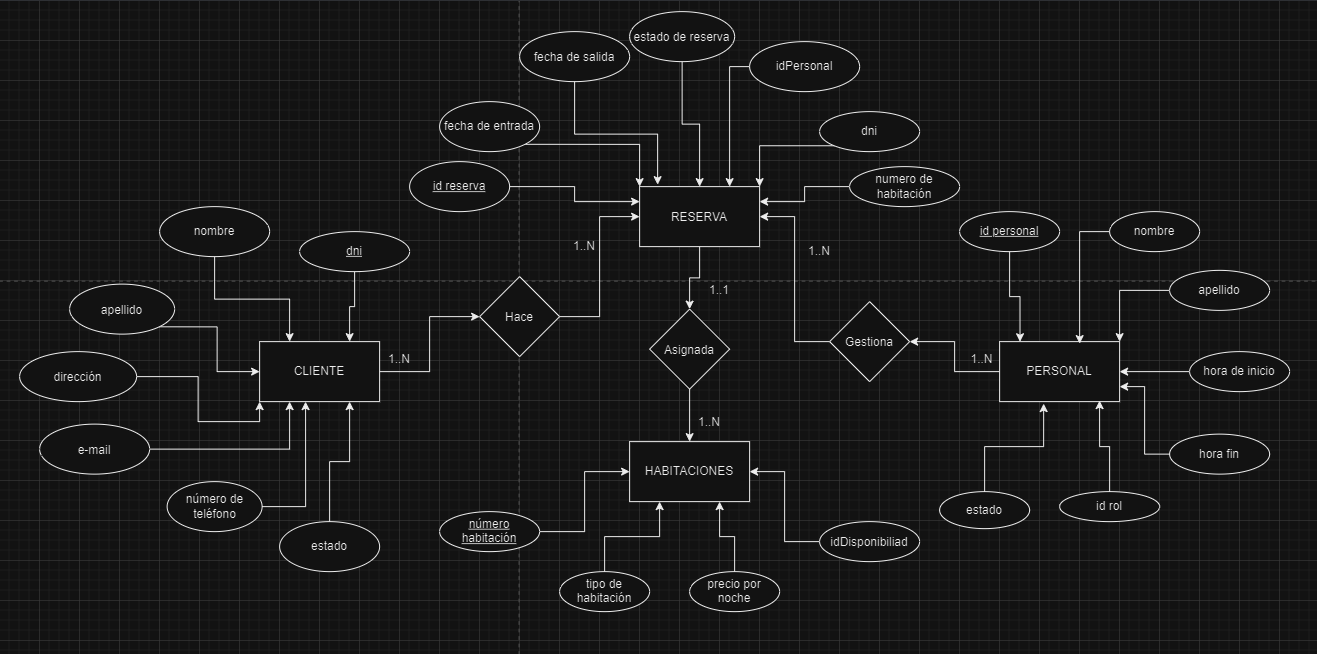 estado de reserva
fecha de salida
idPersonal
fecha de entrada
dni
id reserva
numero de
habitación
RESERVA
nombre
dni
id personal
nombre
1..N
1..N
apellido
1..1
apellido
Hace
Asignada
Gestiona
1..N
CLIENTE
1..N
PERSONAL
hora de inicio
dirección
1..N
e-mail
hora fin
HABITACIONES
número de
teléfono
estado
id rol
número
habitación
estado
idDisponibiliad
tipo de
habitación
precio por
noche